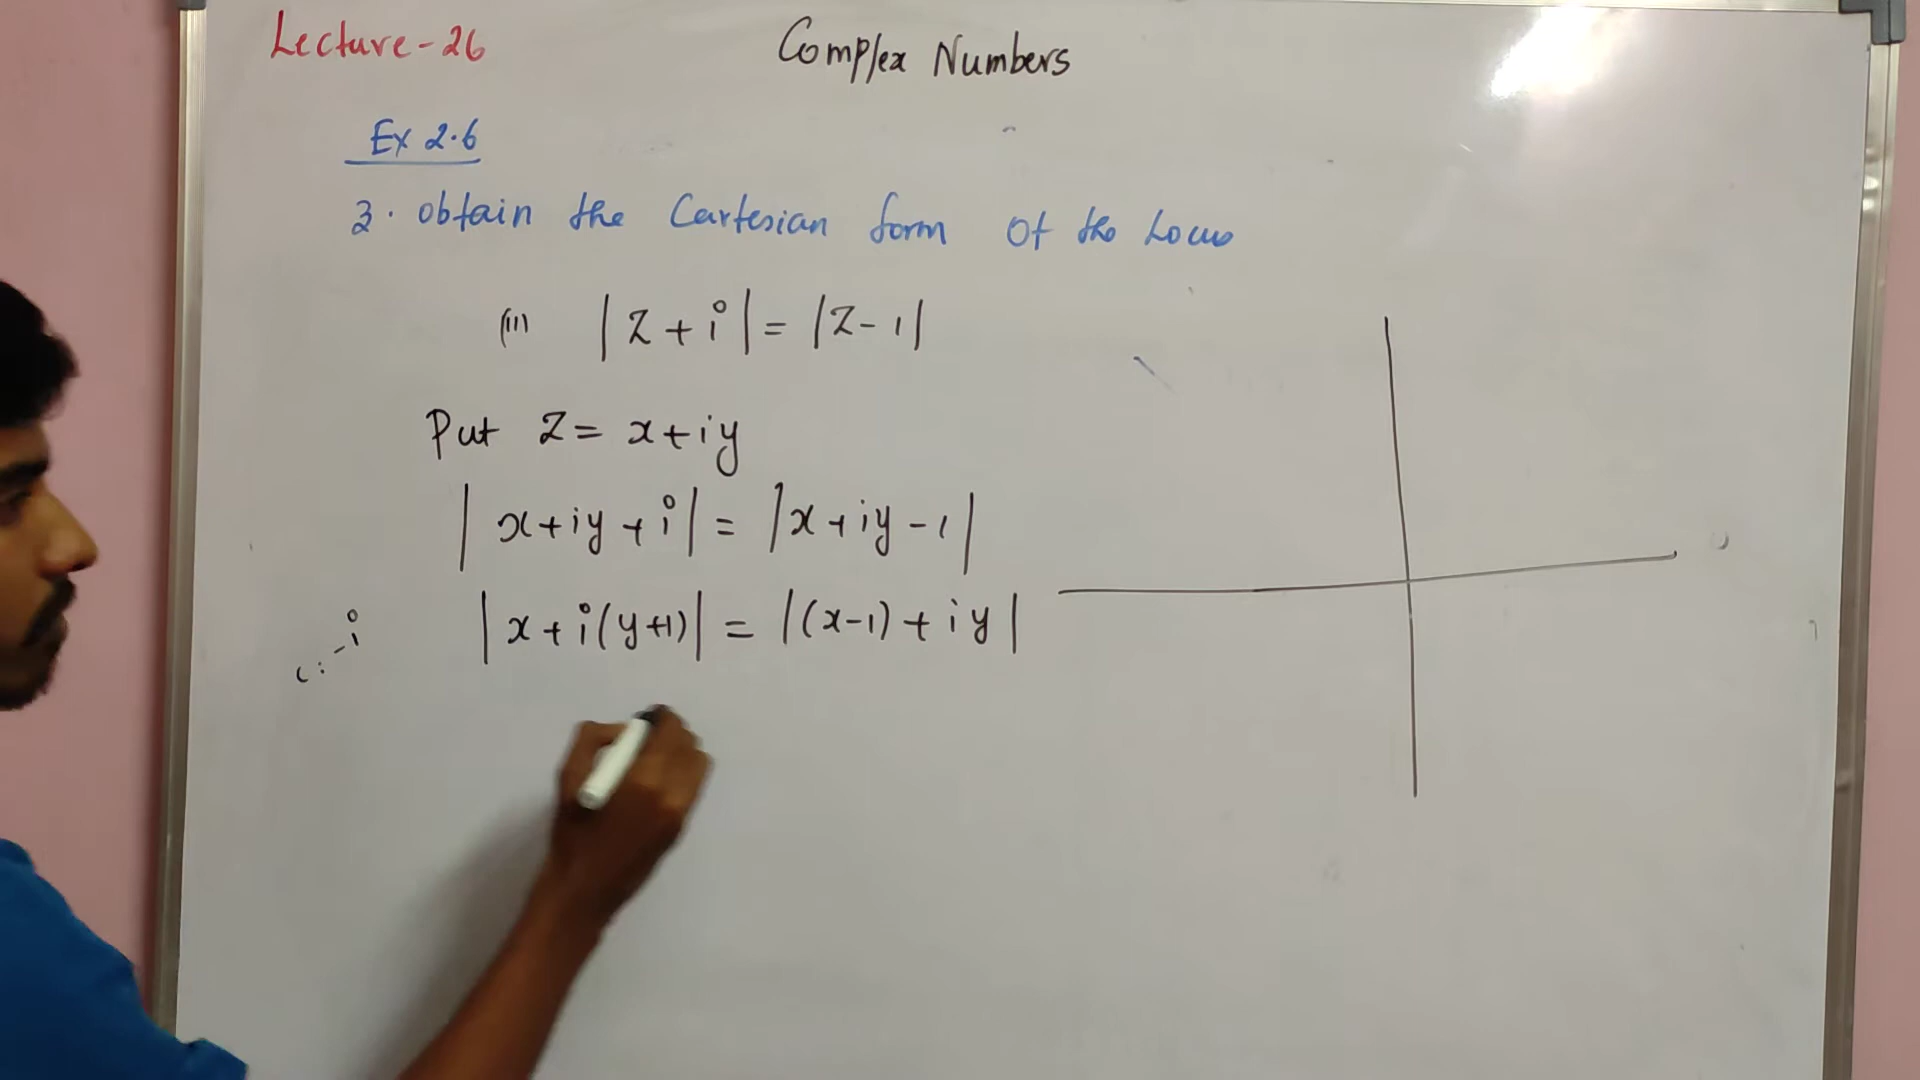 Lecture-26
Complex Numbers
Ex 2.6
3. obtain the Cartesian form of the Locus
(ii) |Z+i| = |Z-1|
Put Z = x+iy
|x+iy+i| = |x+iy-1|
|x+i(y+1)| = |(x-1)+iy|
-i